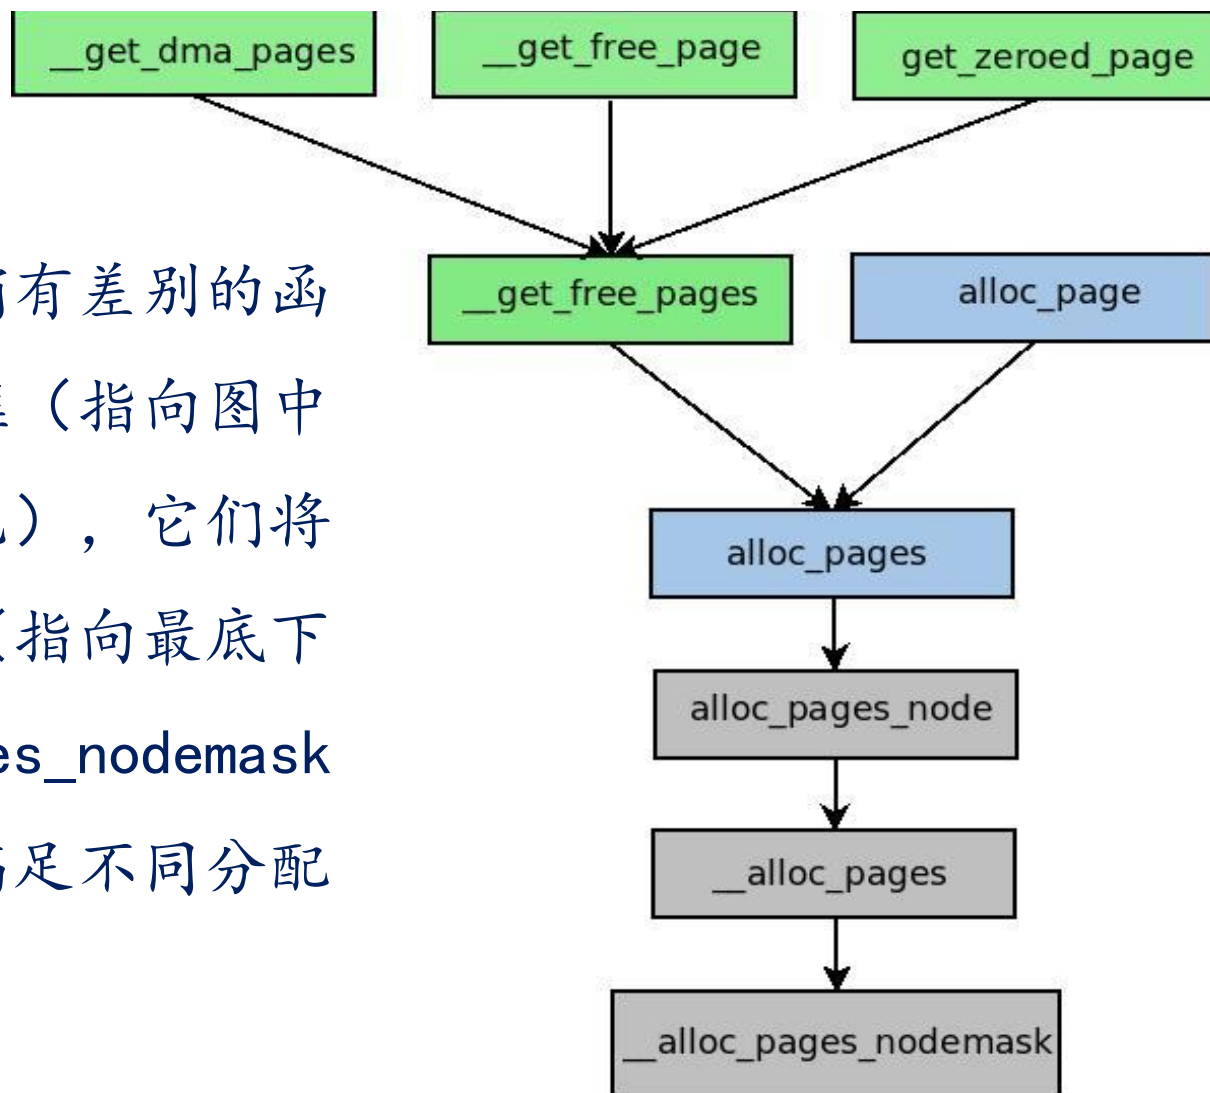 __get_dma_pages
__get_free_page
get_zeroed_page
__get_free_pages
alloc_page
有差别的函
（指向图中
），它们将
alloc_pages
指向最底下
alloc_pages_node
es_nodemask
足不同分配
__alloc_pages
__alloc_pages_nodemask